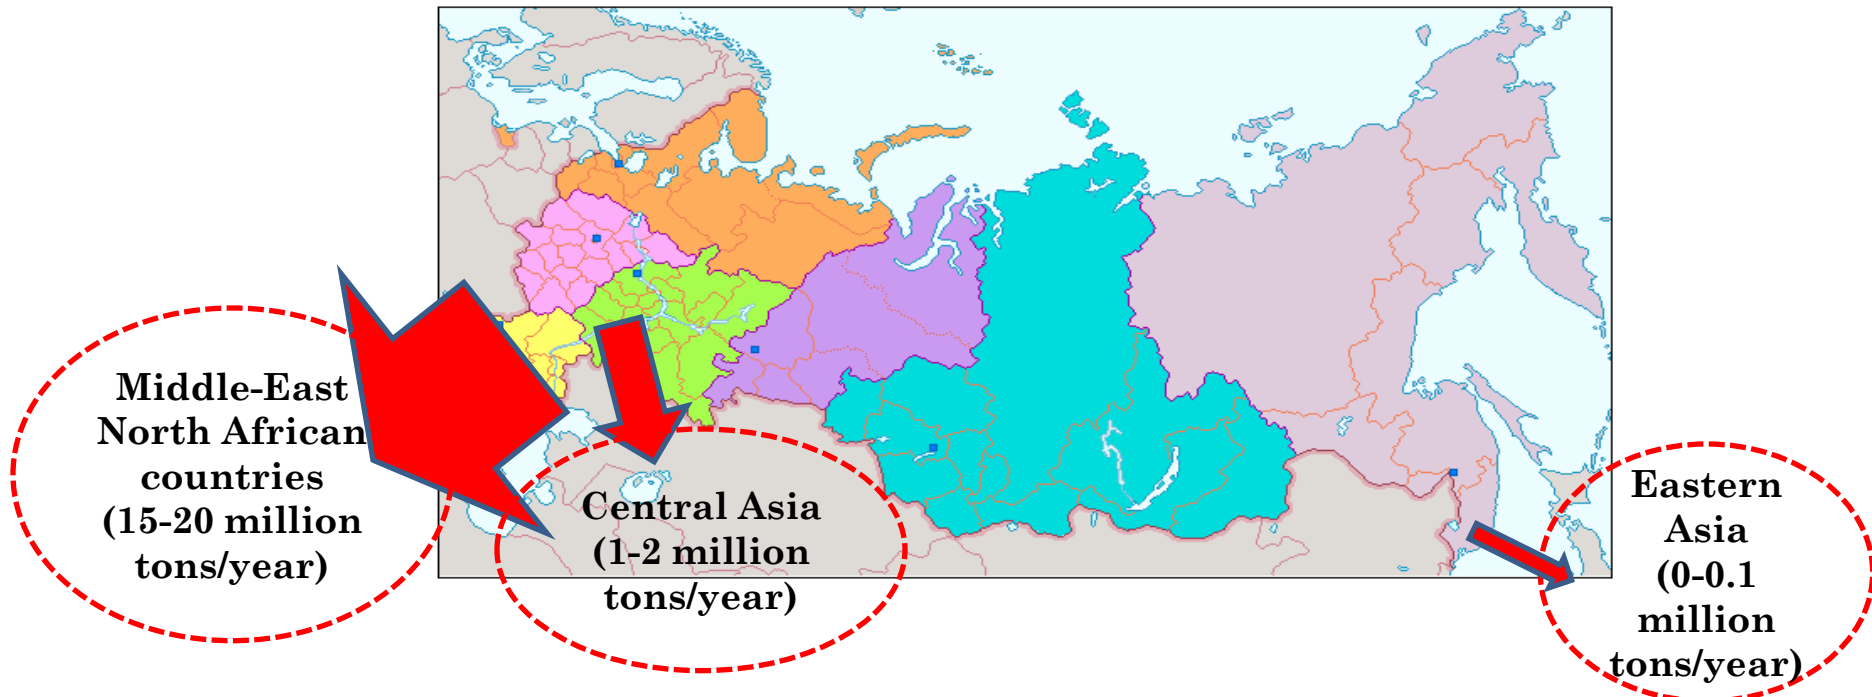 Middle-East
North African
countries
(15-20 million
tons/year)
Central Asia
(1-2 million
tons/year)
Eastern
Asia
(0-0.1
million
tons/year)